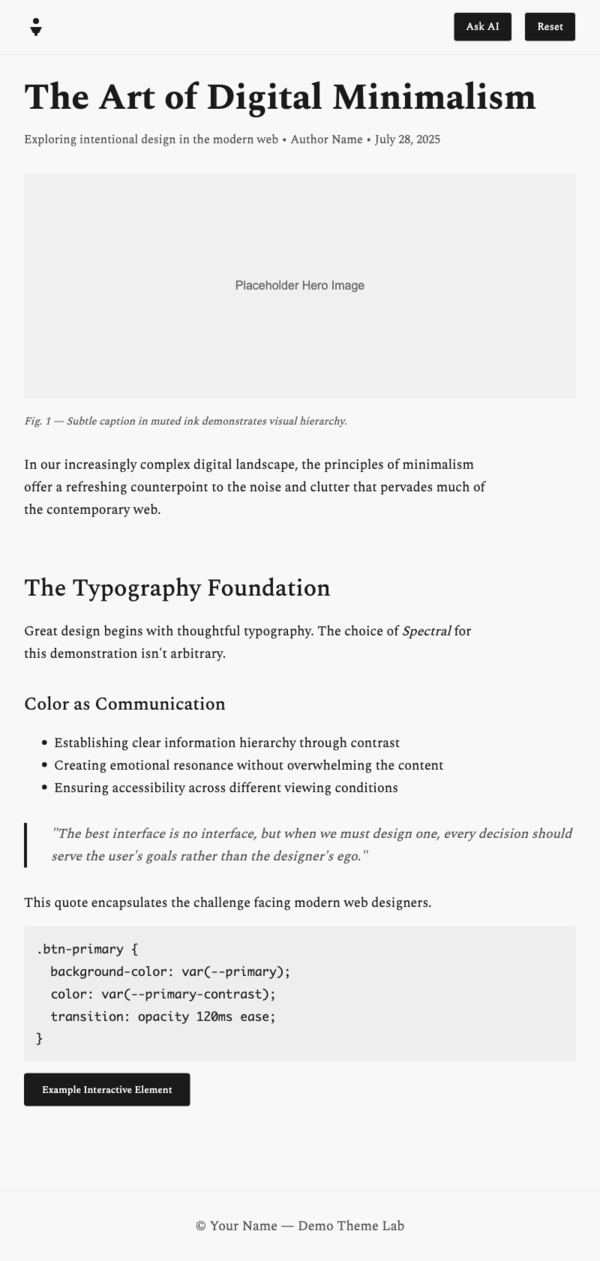 Ask AI
Reset
The Art of Digital Minimalism
Exploring intentional design in the modern web • Author Name • July 28, 2025
Placeholder Hero Image
Fig. 1 — Subtle caption in muted ink demonstrates visual hierarchy.
In our increasingly complex digital landscape, the principles of minimalism
offer a refreshing counterpoint to the noise and clutter that pervades much of
the contemporary web.
The Typography Foundation
Great design begins with thoughtful typography. The choice of Spectral for
this demonstration isn't arbitrary.
Color as Communication
• Establishing clear information hierarchy through contrast
• Creating emotional resonance without overwhelming the content
• Ensuring accessibility across different viewing conditions
"The best interface is no interface, but when we must design one, every decision should
serve the user's goals rather than the designer's ego."
This quote encapsulates the challenge facing modern web designers.
.btn-primary {
  background-color: var(--primary);
  color: var(--primary-contrast);
  transition: opacity 120ms ease;
}
Example Interactive Element
© Your Name — Demo Theme Lab